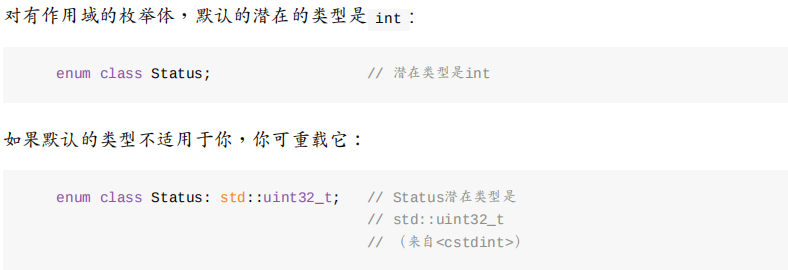 对有作用域的枚举体，默认的潜在的类型是 int：
enum class Status; // 潜在类型是int
如果默认的类型不适用于你，你可重载它：
enum class Status: std::uint32_t; // Status潜在类型是
// std::uint32_t
// （来自<cstdint>）